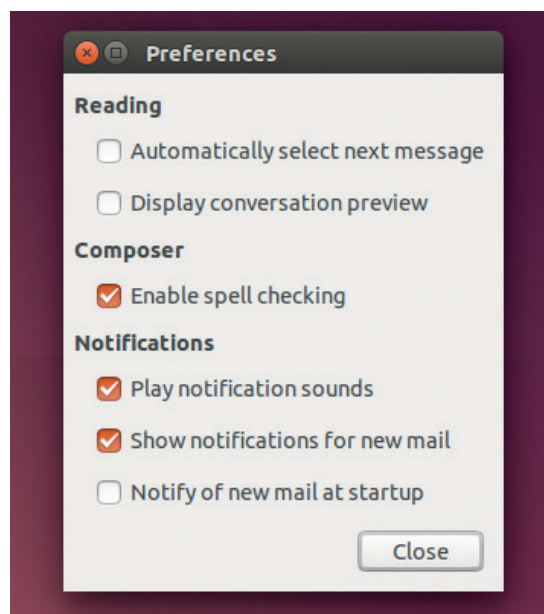 Preferences
Reading
Automatically select next message
Display conversation preview
Composer
Enable spell checking
Notifications
Play notification sounds
Show notifications for new mail
Notify of new mail at startup
Close